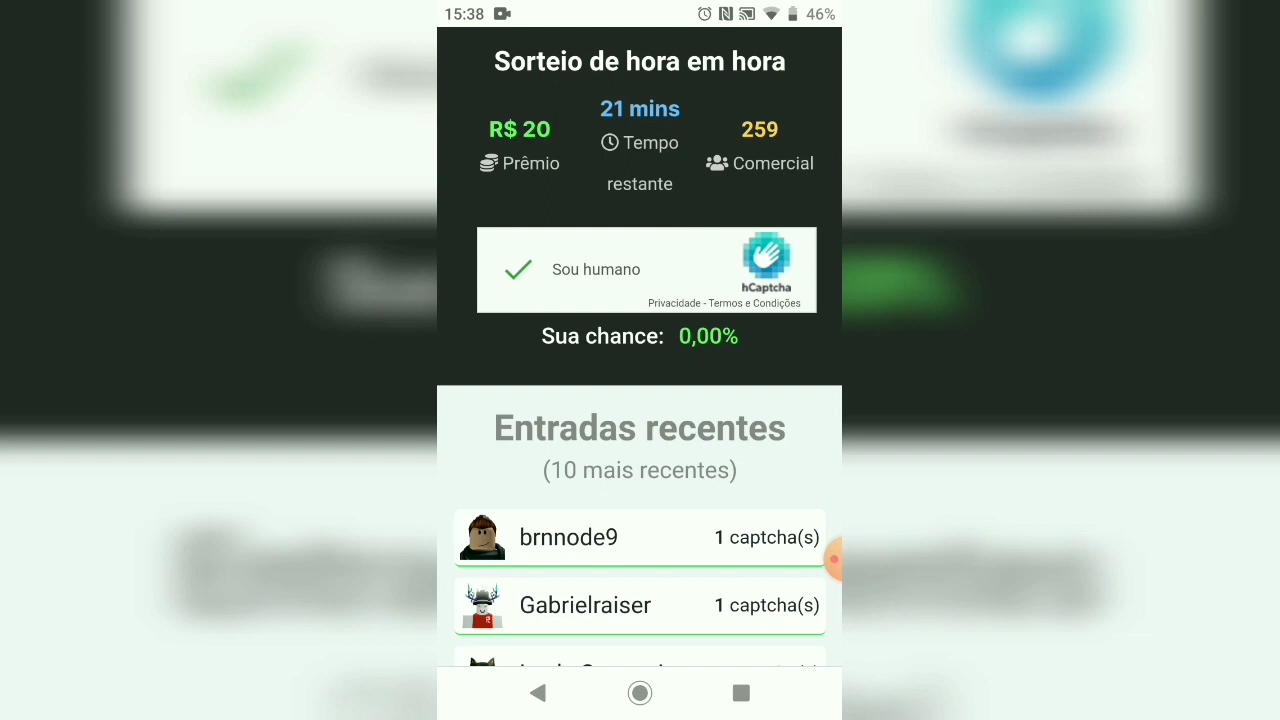 15:38
46%
Sorteio de hora em hora
R$ 20
Prêmio
21 mins
Tempo
restante
259
Comercial
Sou humano
hCaptcha
Privacidade - Termos e Condições
Sua chance: 0,00%
Entradas recentes
(10 mais recentes)
brnnode9 1 captcha(s)
Gabrielraiser 1 captcha(s)